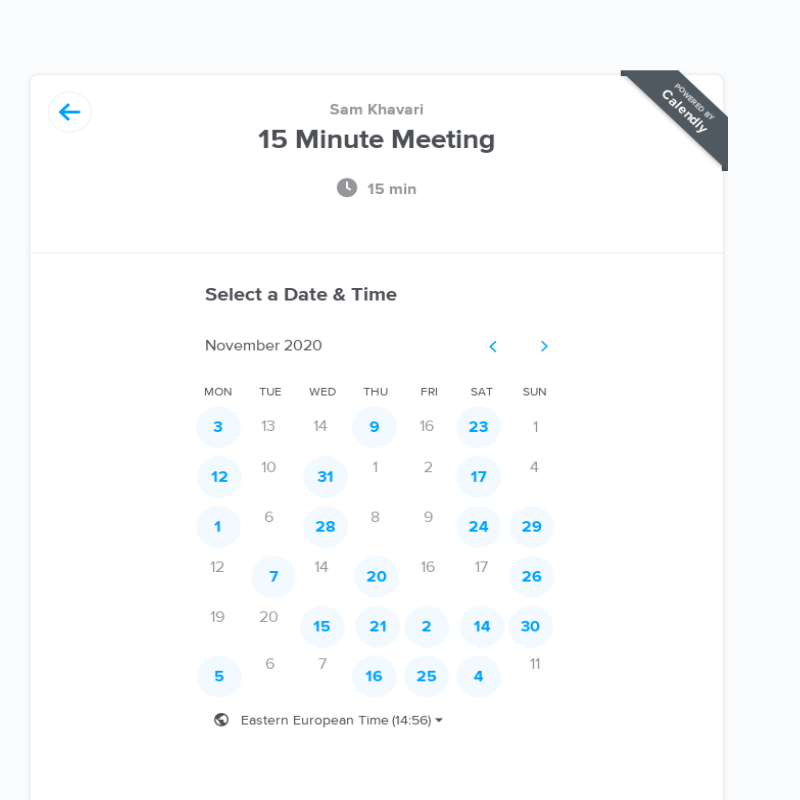 POWERED BY
Calendly
Sam Khavari
15 Minute Meeting
15 min
Select a Date & Time
November 2020
MON TUE WED THU FRI SAT SUN
3 13 14 9 16 23 1
12 10 31 1 2 17 4
1 6 28 8 9 24 29
12 7 14 20 16 17 26
19 20 15 21 2 14 30
5 6 7 16 25 4 11
Eastern European Time (14:56)